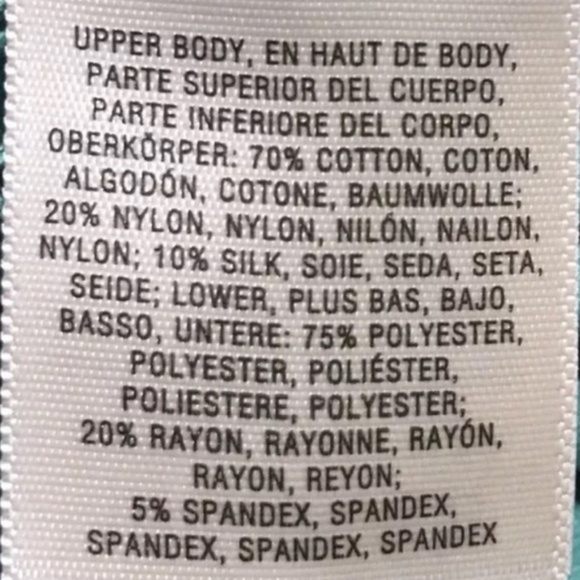 UPPER BODY, EN HAUT DE BODY,
PARTE SUPERIOR DEL CUERPO,
PARTE INFERIORE DEL CORPO,
OBERKÖRPER: 70% COTTON, COTON,
ALGODÓN, COTONE, BAUMWOLLE;
20% NYLON, NYLON, NILÓN, NAILON,
NYLON; 10% SILK, SOIE, SEDA, SETA,
SEIDE; LOWER, PLUS BAS, BAJO,
BASSO, UNTERE: 75% POLYESTER,
POLYESTER, POLIÉSTER,
POLIESTERE, POLYESTER;
20% RAYON, RAYONNE, RAYÓN,
RAYON, REYON;
5% SPANDEX, SPANDEX,
SPANDEX, SPANDEX, SPANDEX